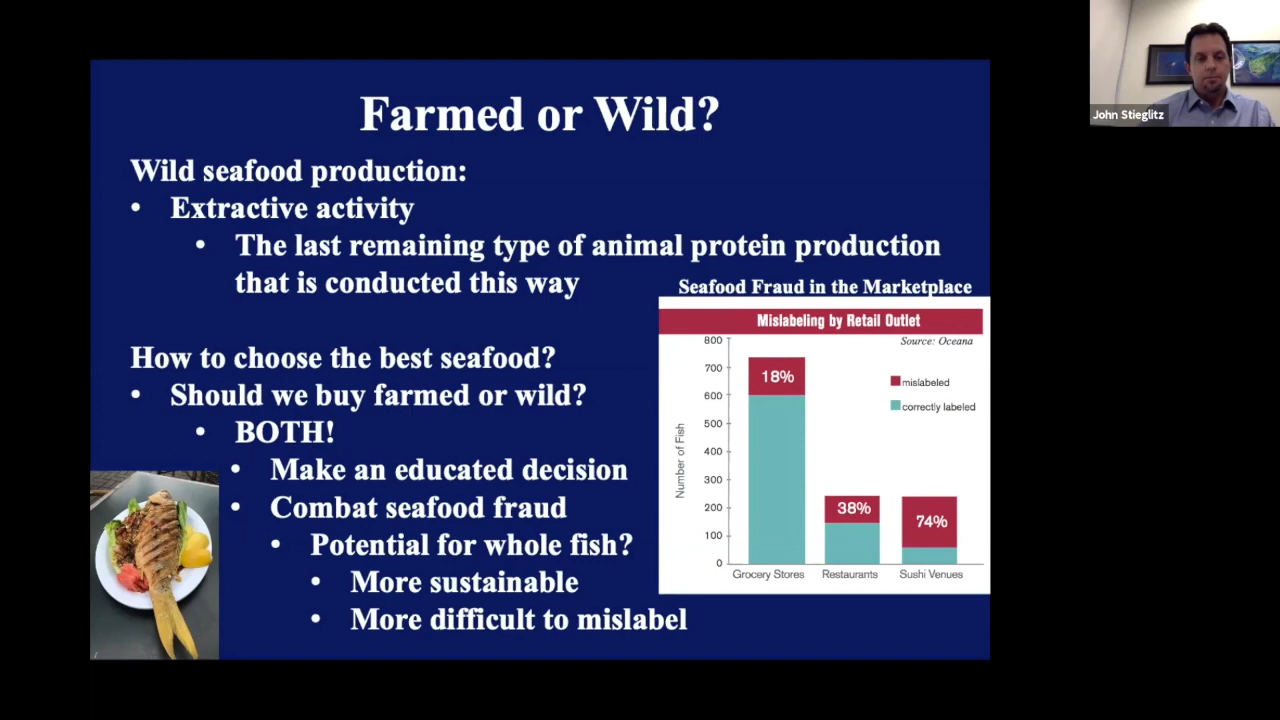 John Stieglitz
Farmed or Wild?
Wild seafood production:
• Extractive activity
• The last remaining type of animal protein production
that is conducted this way
How to choose the best seafood?
• Should we buy farmed or wild?
• BOTH!
• Make an educated decision
• Combat seafood fraud
• Potential for whole fish?
• More sustainable
• More difficult to mislabel
Seafood Fraud in the Marketplace
Mislabeling by Retail Outlet
Source: Oceana
mislabeled
correctly labeled
Number of Fish
800
700
600
500
400
300
200
100
0
18%
38%
74%
Grocery Stores
Restaurants
Sushi Venues